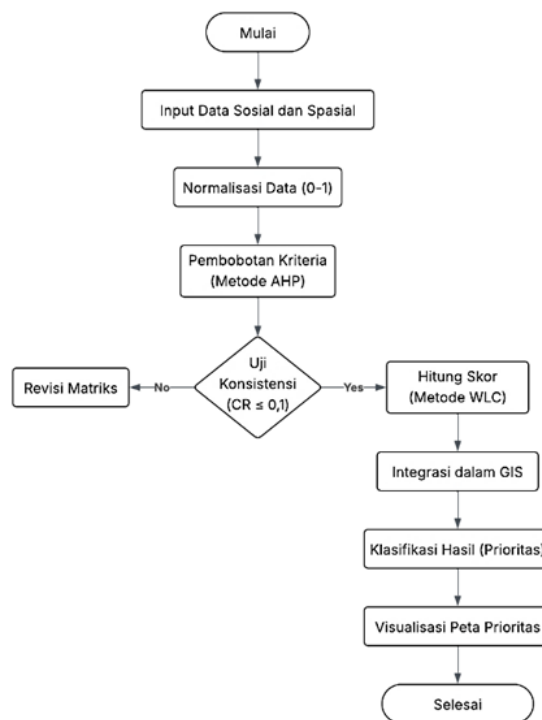 Mulai
Input Data Sosial dan Spasial
Normalisasi Data (0-1)
Pembobotan Kriteria
(Metode AHP)
Uji
Konsistensi
(CR ≤ 0,1)
No
Revisi Matriks
Yes
Hitung Skor
(Metode WLC)
Integrasi dalam GIS
Klasifikasi Hasil (Prioritas)
Visualisasi Peta Prioritas
Selesai